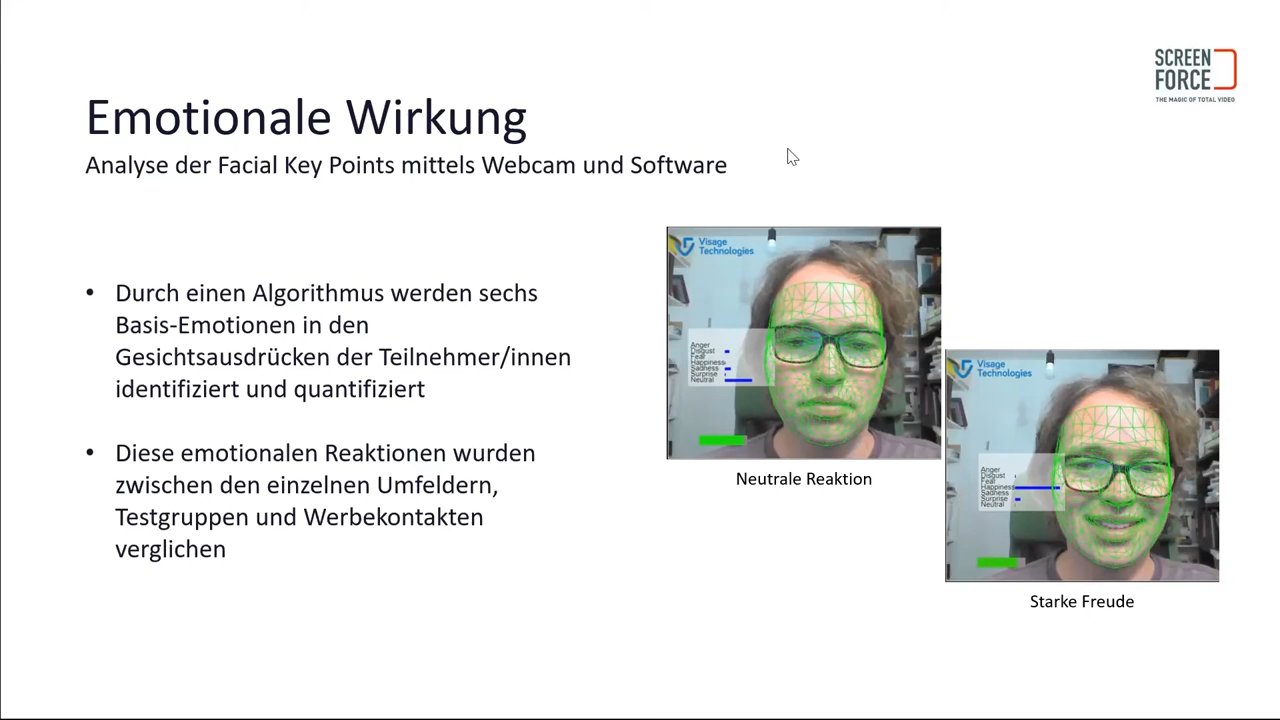 SCREEN
FORCE
THE MAGIC OF TOTAL VIDEO
Emotionale Wirkung
Analyse der Facial Key Points mittels Webcam und Software
• Durch einen Algorithmus werden sechs
Basis-Emotionen in den
Gesichtsausdrücken der Teilnehmer/innen
identifiziert und quantifiziert
• Diese emotionalen Reaktionen wurden
zwischen den einzelnen Umfeldern,
Testgruppen und Werbekontakten
verglichen
Visage
Technologies
Anger
Disgust
Fear
Happiness
Sadness
Surprise
Neutral
Neutrale Reaktion
Visage
Technologies
Anger
Disgust
Fear
Happiness
Sadness
Surprise
Neutral
Starke Freude